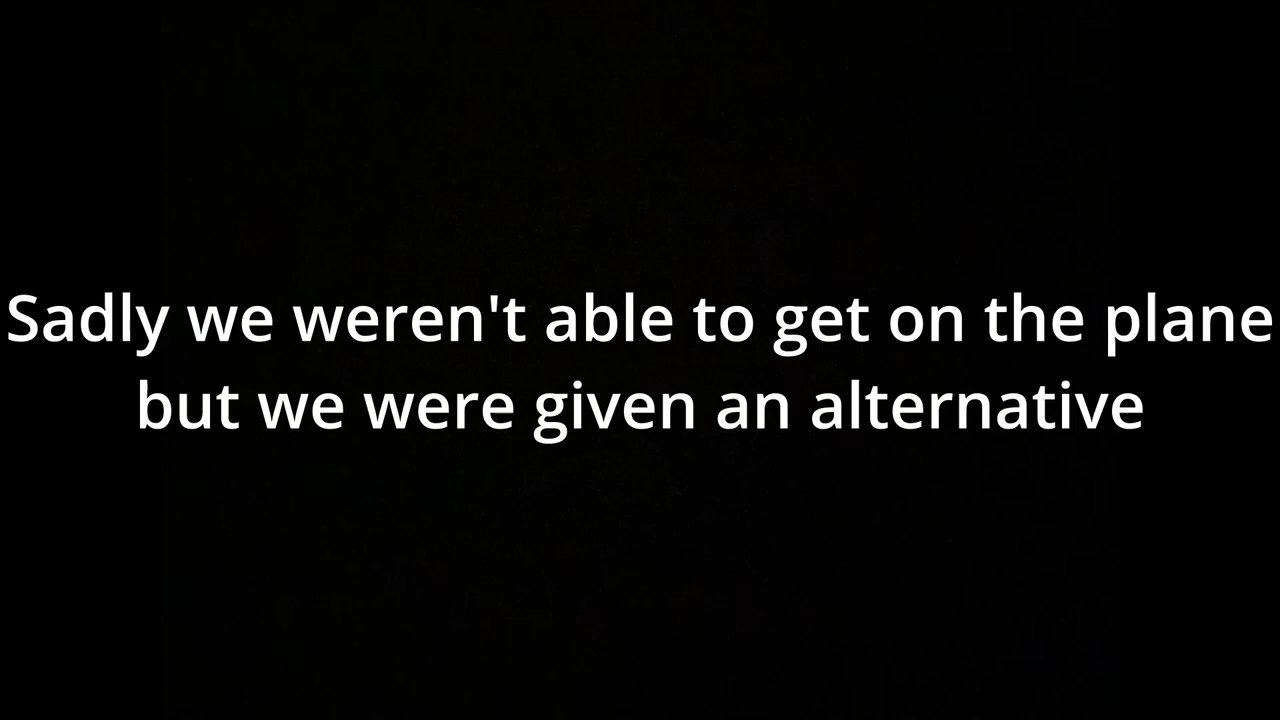 Sadly we weren't able to get on the plane
but we were given an alternative